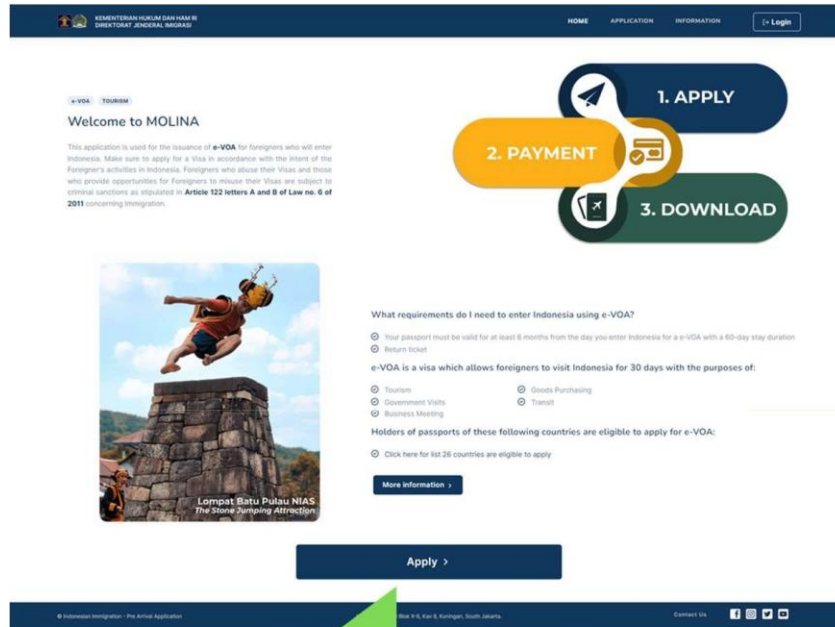 KEMENTERIAN HUKUM DAN HAM RI
DIREKTORAT JENDERAL IMIGRASI
HOME
APPLICATION
INFORMATION
Login
e-VOA
TOURISM
Welcome to MOLINA
This application is used for the issuance of e-VOA for foreigners who will enter
Indonesia. Make sure to apply for a Visa in accordance with the intent of the
Foreigner's activities in Indonesia. Foreigners who abuse their Visas and those
who provide opportunities for Foreigners to misuse their Visas are subject to
criminal sanctions as stipulated in Article 122 letters A and B of Law no. 6 of
2011 concerning Immigration.
1. APPLY
2. PAYMENT
3. DOWNLOAD
Lompat Batu Pulau NIAS
The Stone Jumping Attraction
What requirements do I need to enter Indonesia using e-VOA?
Your passport must be valid for at least 6 months from the day you enter Indonesia for a e-VOA with a 60-day stay duration
Return ticket
e-VOA is a visa which allows foreigners to visit Indonesia for 30 days with the purposes of:
Tourism
Goods Purchasing
Government Visits
Transit
Business Meeting
Holders of passports of these following countries are eligible to apply for e-VOA:
Click here for list 26 countries are eligible to apply
More information
Apply
© Indonesian Immigration - Pre Arrival Application
Kav 8, Kuningan, South Jakarta.
Contact Us